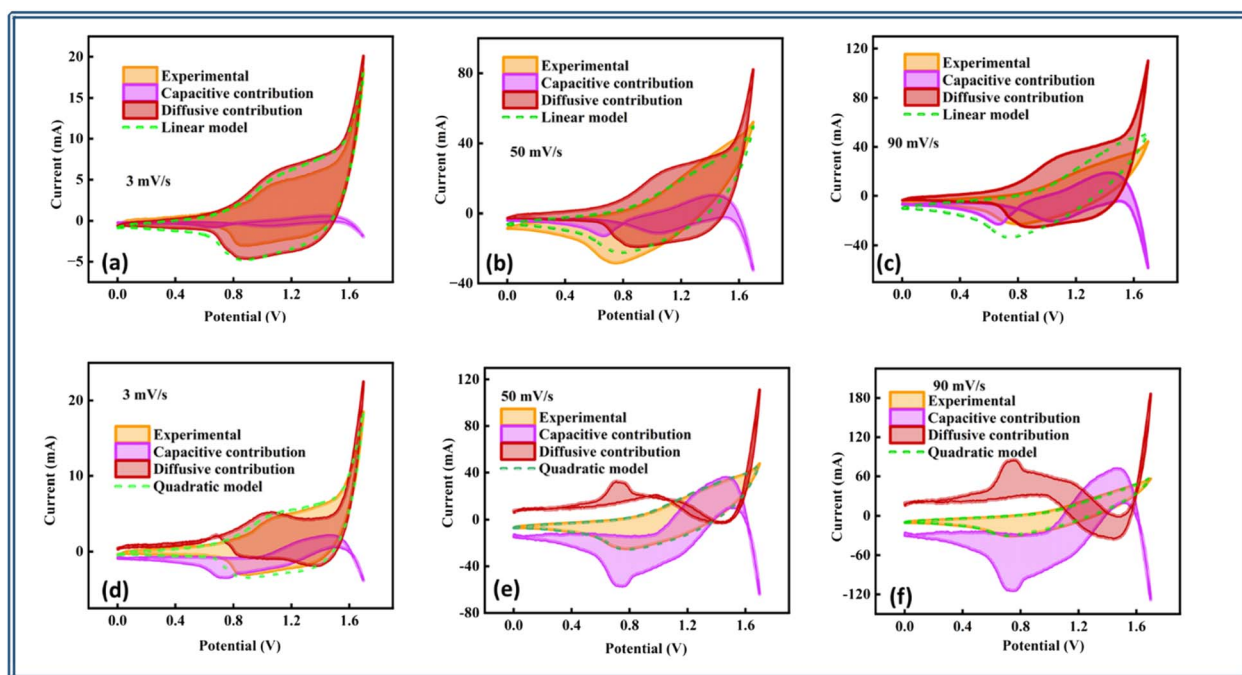 20
15
10
5
0
−5
Current (mA)
Experimental
Capacitive contribution
Diffusive contribution
Linear model
3 mV/s
(a)
0.0 0.4 0.8 1.2 1.6
Potential (V)
80
40
0
−40
Current (mA)
Experimental
Capacitive contribution
Diffusive contribution
Linear model
50 mV/s
(b)
0.0 0.4 0.8 1.2 1.6
Potential (V)
120
80
40
0
−40
Current (mA)
Experimental
Capacitive contribution
Diffusive contribution
Linear model
90 mV/s
(c)
0.0 0.4 0.8 1.2 1.6
Potential (V)
20
10
0
Current (mA)
3 mV/s
Experimental
Capacitive contribution
Diffusive contribution
Quadratic model
(d)
0.0 0.4 0.8 1.2 1.6
Potential (V)
120
80
40
0
-40
-80
Current (mA)
50 mV/s
Experimental
Capacitive contribution
Diffusive contribution
Quadratic model
(e)
0.0 0.4 0.8 1.2 1.6
Potential (V)
180
120
60
0
-60
-120
Current (mA)
90 mV/s
Experimental
Capacitive contribution
Diffusive contribution
Quadratic model
(f)
0.0 0.4 0.8 1.2 1.6
Potential (V)